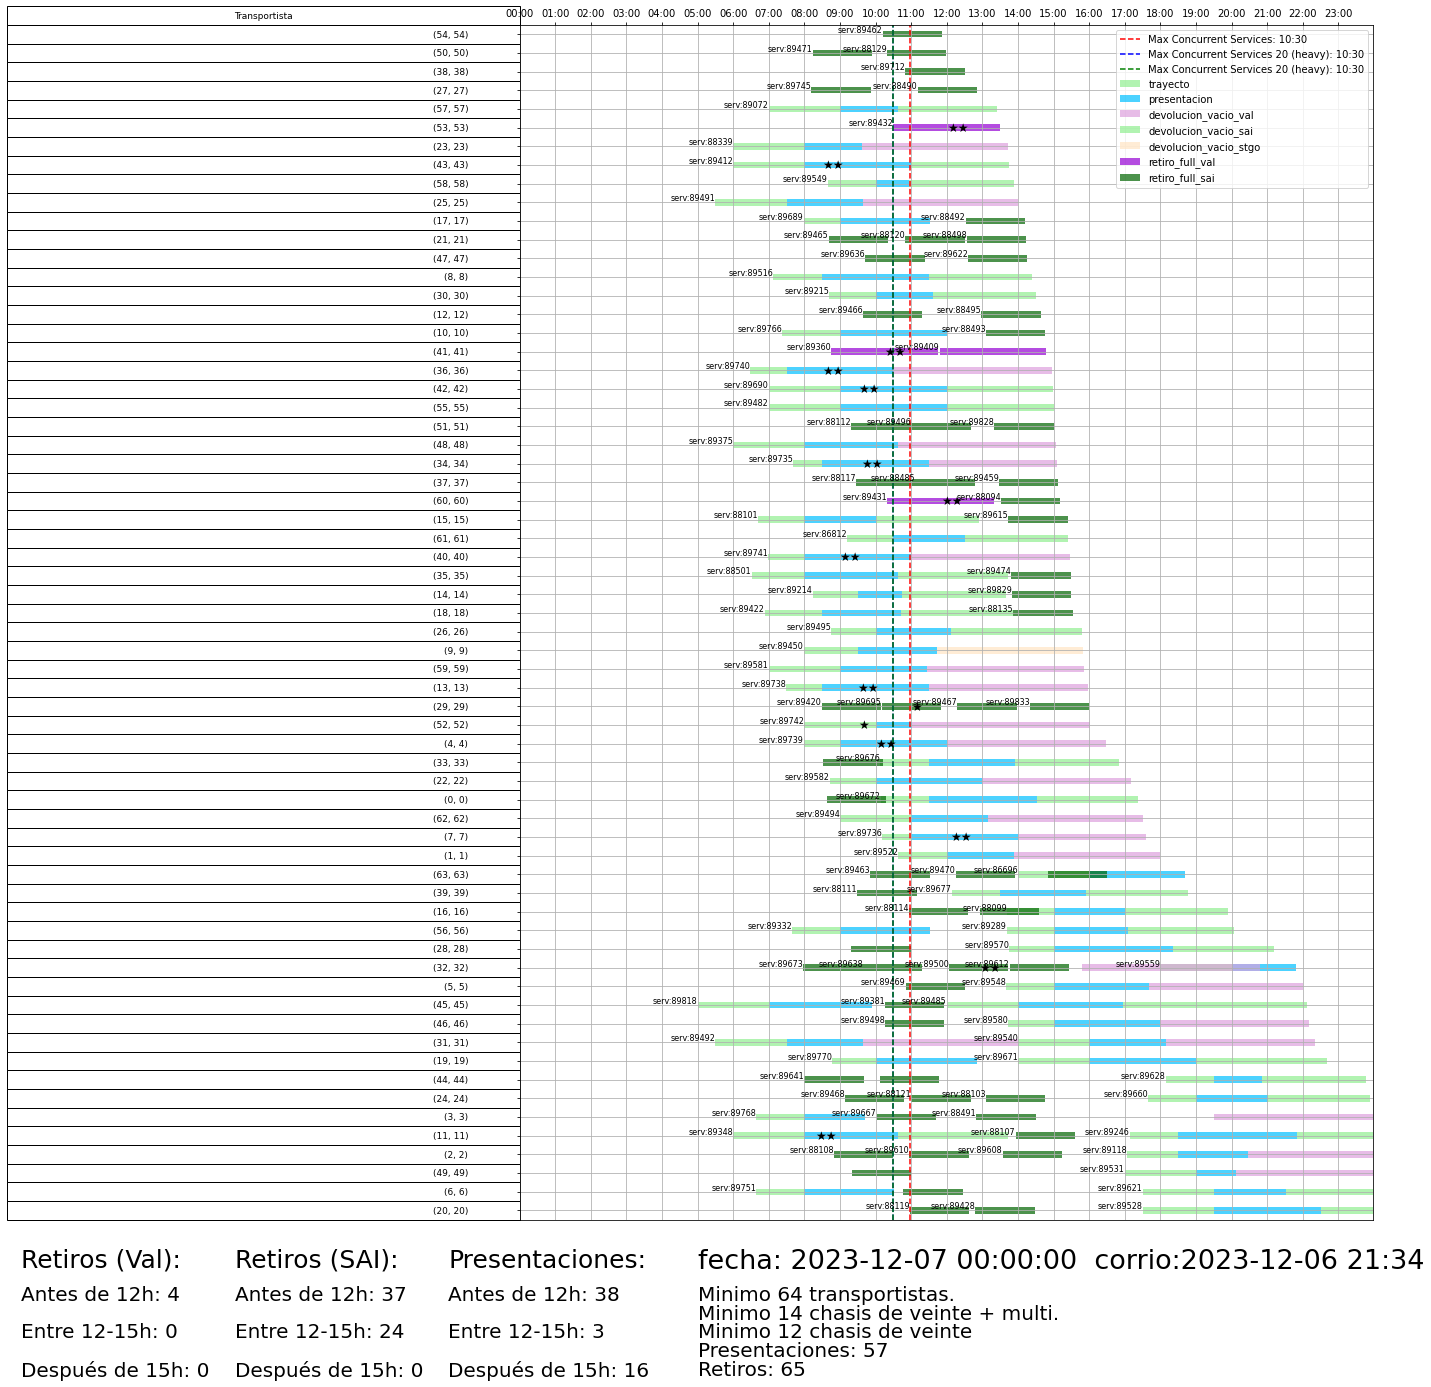 Transportista
00:00 01:00 02:00 03:00 04:00 05:00 06:00 07:00 08:00 09:00 10:00 11:00 12:00 13:00 14:00 15:00 16:00 17:00 18:00 19:00 20:00 21:00 22:00 23:00
Max Concurrent Services: 10:30
Max Concurrent Services 20 (heavy): 10:30
Max Concurrent Services 20 (heavy): 10:30
trayecto
presentacion
devolucion_vacio_val
devolucion_vacio_sai
devolucion_vacio_stgo
retiro_full_val
retiro_full_sai
(54, 54) serv:89462
(50, 50) serv:89471 serv:88129
(38, 38) serv:89712
(27, 27) serv:89745 serv:88490
(57, 57) serv:89072
(53, 53) serv:89432
(23, 23) serv:88339
(43, 43) serv:89412
(58, 58) serv:89549
(25, 25) serv:89491
(17, 17) serv:89689 serv:88492
(21, 21) serv:89465 serv:88120 serv:88498
(47, 47) serv:89636 serv:89622
(8, 8) serv:89516
(30, 30) serv:89215
(12, 12) serv:89466 serv:88495
(10, 10) serv:89766 serv:88493
(41, 41) serv:89360 serv:89409
(36, 36) serv:89740
(42, 42) serv:89690
(55, 55) serv:89482
(51, 51) serv:88112 serv:89496 serv:89828
(48, 48) serv:89375
(34, 34) serv:89735
(37, 37) serv:88117 serv:88485 serv:89459
(60, 60) serv:89431 serv:88094
(15, 15) serv:88101 serv:89615
(61, 61) serv:86812
(40, 40) serv:89741
(35, 35) serv:88501 serv:89474
(14, 14) serv:89214 serv:89829
(18, 18) serv:89422 serv:88135
(26, 26) serv:89495
(9, 9) serv:89450
(59, 59) serv:89581
(13, 13) serv:89738
(29, 29) serv:89420 serv:89695 serv:89467 serv:89833
(52, 52) serv:89742
(4, 4) serv:89739
(33, 33) serv:89676
(22, 22) serv:89582
(0, 0) serv:89672
(62, 62) serv:89494
(7, 7) serv:89736
(1, 1) serv:89522
(63, 63) serv:89463 serv:89470 serv:86696
(39, 39) serv:88111 serv:89677
(16, 16) serv:88114 serv:88099
(56, 56) serv:89332 serv:89289
(28, 28) serv:89570
(32, 32) serv:89673 serv:89638 serv:89500 serv:89612 serv:89559
(5, 5) serv:89469 serv:89548
(45, 45) serv:89818 serv:89381 serv:89485
(46, 46) serv:89498 serv:89580
(31, 31) serv:89492 serv:89540
(19, 19) serv:89770 serv:89671
(44, 44) serv:89641 serv:89628
(24, 24) serv:89468 serv:88121 serv:88103 serv:89660
(3, 3) serv:89768 serv:89667 serv:88491
(11, 11) serv:89348 serv:88107 serv:89246
(2, 2) serv:88108 serv:89610 serv:89608 serv:89118
(49, 49) serv:89531
(6, 6) serv:89751 serv:89621
(20, 20) serv:88119 serv:89428 serv:89528
Retiros (Val): Retiros (SAI): Presentaciones: fecha: 2023-12-07 00:00:00 corrio:2023-12-06 21:34
Antes de 12h: 4 Antes de 12h: 37 Antes de 12h: 38 Minimo 64 transportistas.
Minimo 14 chasis de veinte + multi.
Entre 12-15h: 0 Entre 12-15h: 24 Entre 12-15h: 3 Minimo 12 chasis de veinte
Presentaciones: 57
Después de 15h: 0 Después de 15h: 0 Después de 15h: 16 Retiros: 65